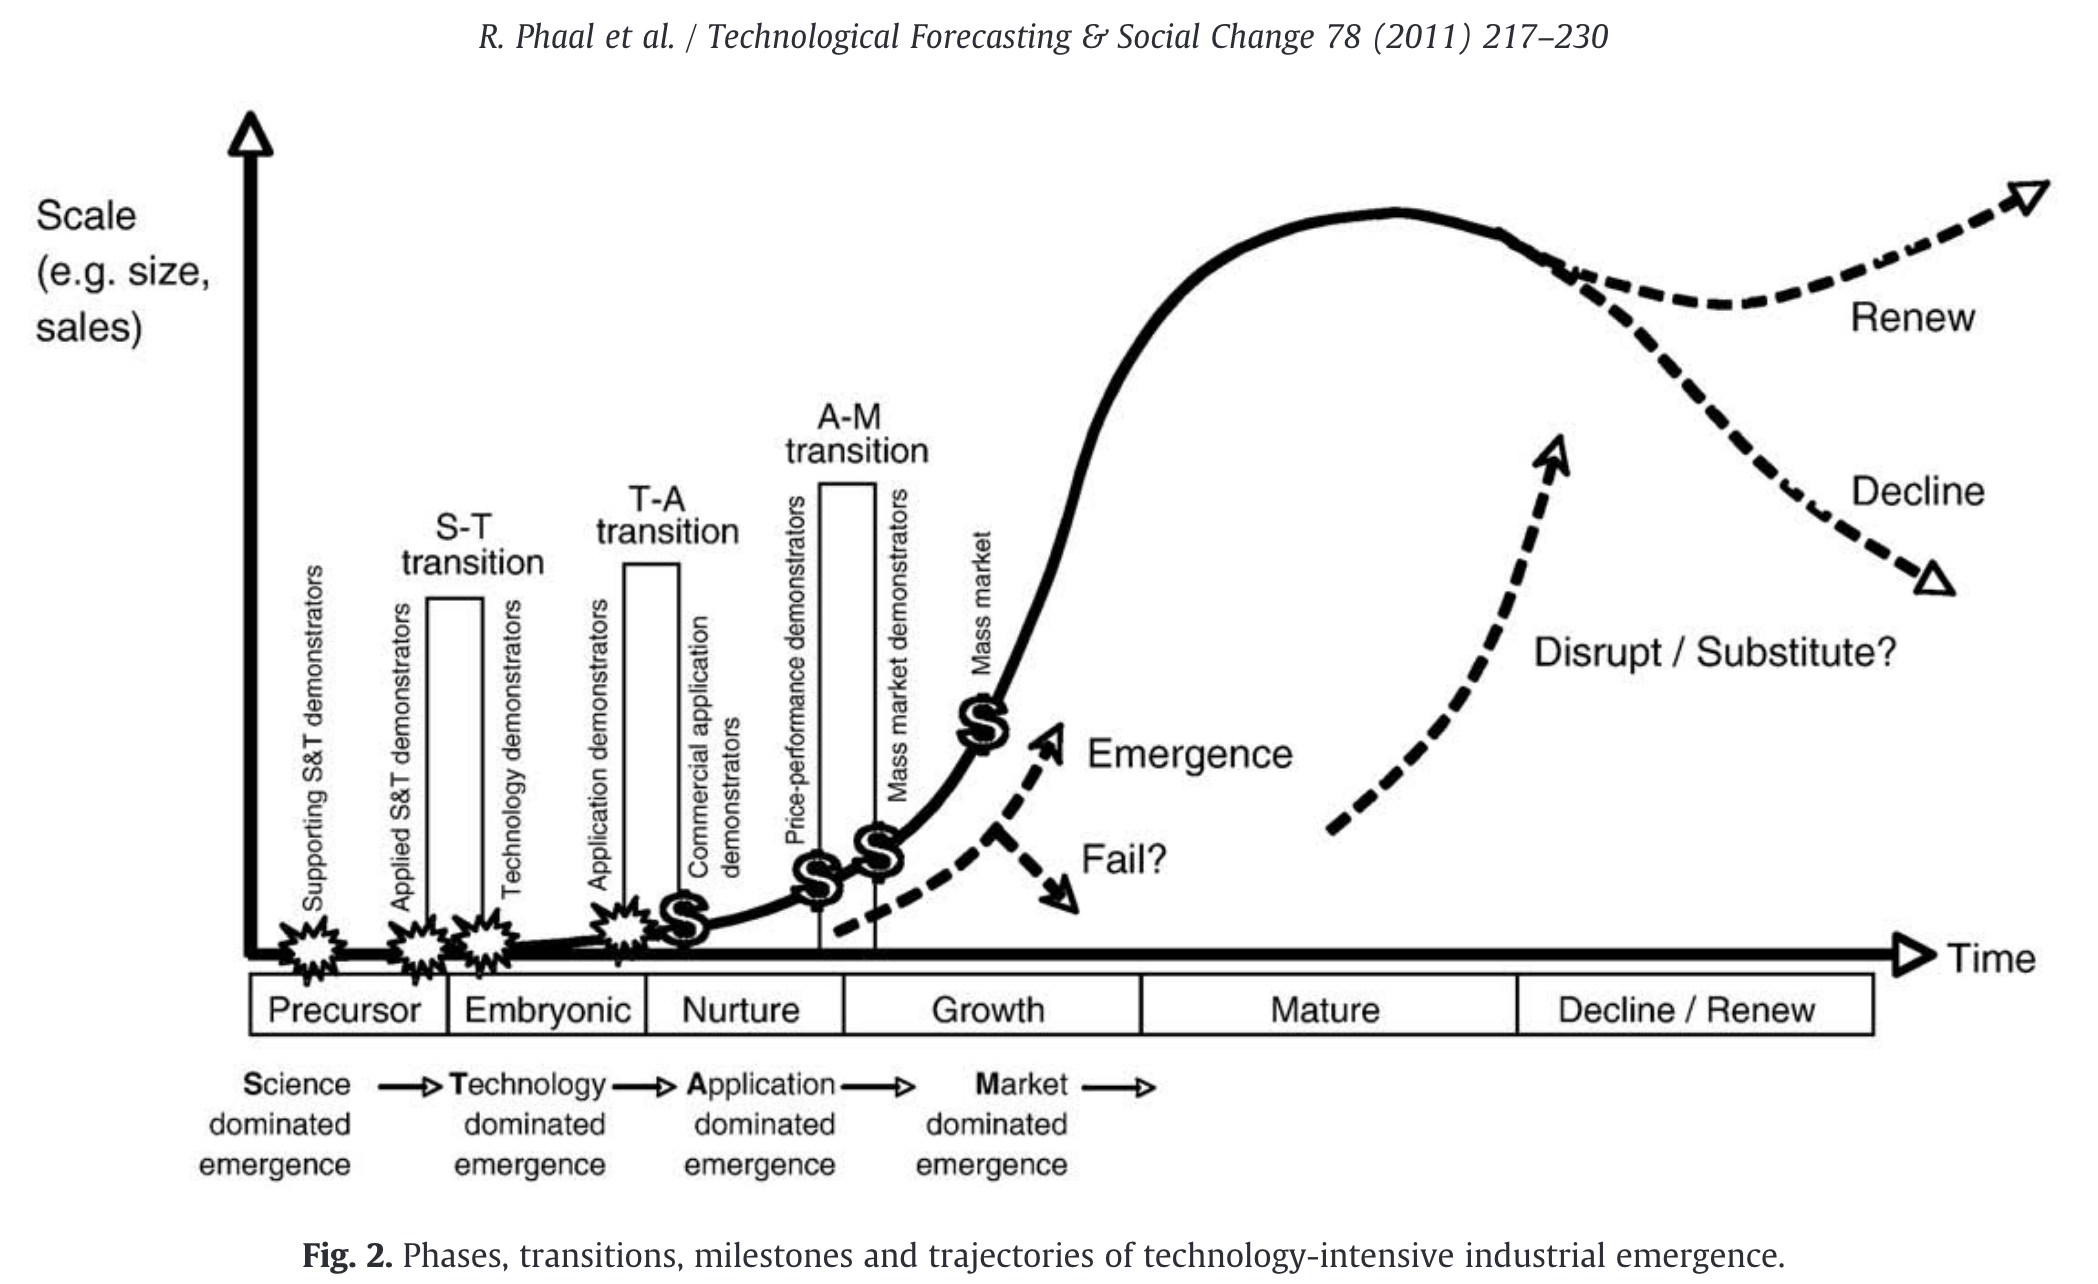 R. Phaal et al. / Technological Forecasting & Social Change 78 (2011) 217–230
Scale
(e.g. size,
sales)
Supporting S&T demonstrators
Applied S&T demonstrators
S-T
transition
Technology demonstrators
Application demonstrators
T-A
transition
Commercial application
demonstrators
Price-performance demonstrators
A-M
transition
Mass market demonstrators
Mass market
$
$
$
$
Emergence
Fail?
Disrupt / Substitute?
Renew
Decline
Time
Precursor
Embryonic
Nurture
Growth
Mature
Decline / Renew
Science
dominated
emergence
Technology
dominated
emergence
Application
dominated
emergence
Market
dominated
emergence
Fig. 2. Phases, transitions, milestones and trajectories of technology-intensive industrial emergence.